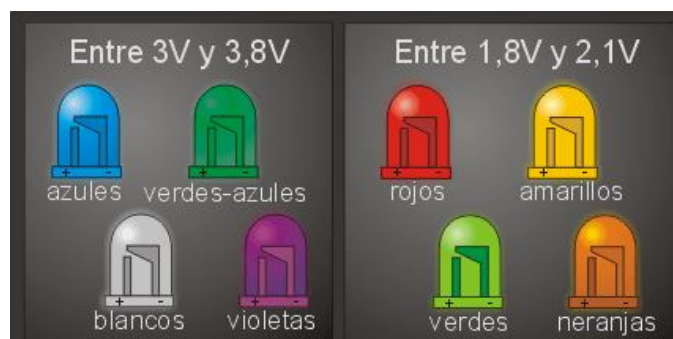 Entre 3V y 3,8V
azules verdes-azules
blancos violetas
Entre 1,8V y 2,1V
rojos amarillos
verdes neranjas